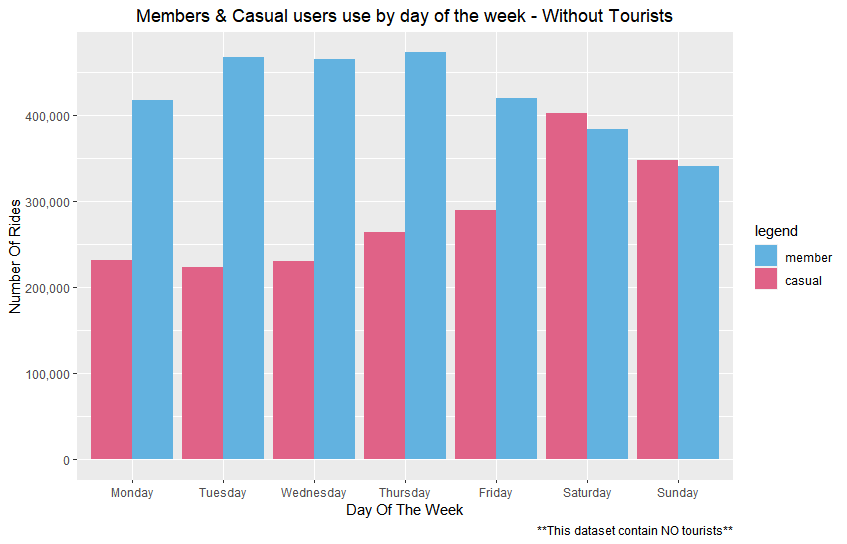 Members & Casual users use by day of the week - Without Tourists
Number Of Rides
400,000
300,000
200,000
100,000
0
Monday
Tuesday
Wednesday
Thursday
Friday
Saturday
Sunday
Day Of The Week
legend
member
casual
**This dataset contain NO tourists**